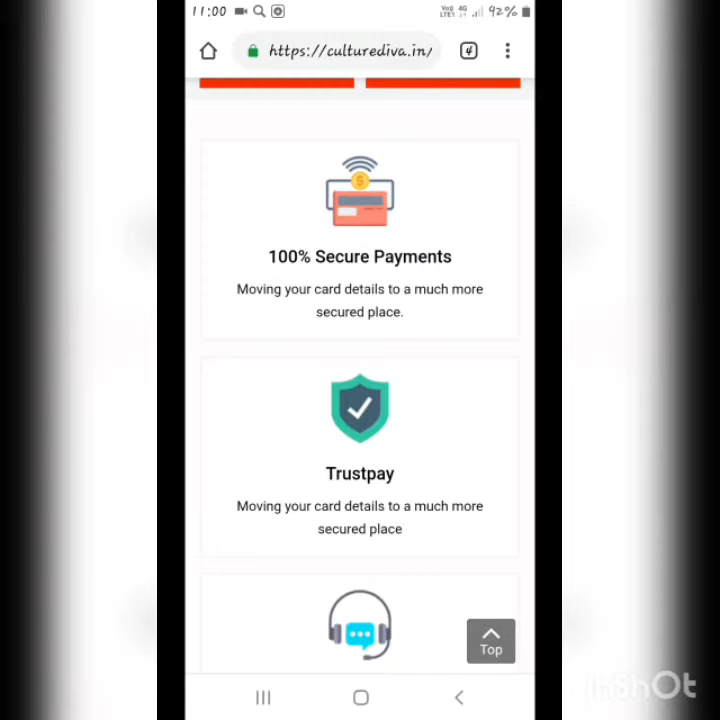 11:00 92%
https://culturediva.in/ 4
100% Secure Payments
Moving your card details to a much more
secured place.
Trustpay
Moving your card details to a much more
secured place
Top